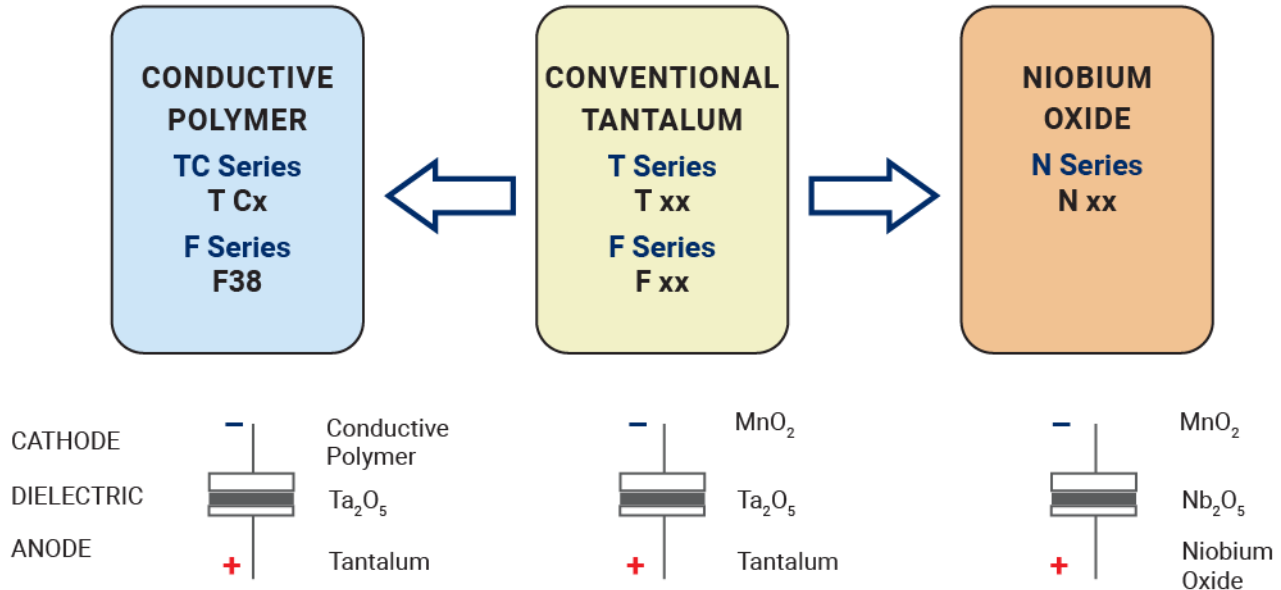 CONDUCTIVE
POLYMER
TC Series
T Cx
F Series
F38
CONVENTIONAL
TANTALUM
T Series
T xx
F Series
F xx
NIOBIUM
OXIDE
N Series
N xx
CATHODE
DIELECTRIC
ANODE
–
Conductive
Polymer
Ta₂O₅
+
Tantalum
–
MnO₂
Ta₂O₅
+
Tantalum
–
MnO₂
Nb₂O₅
+
Niobium
Oxide